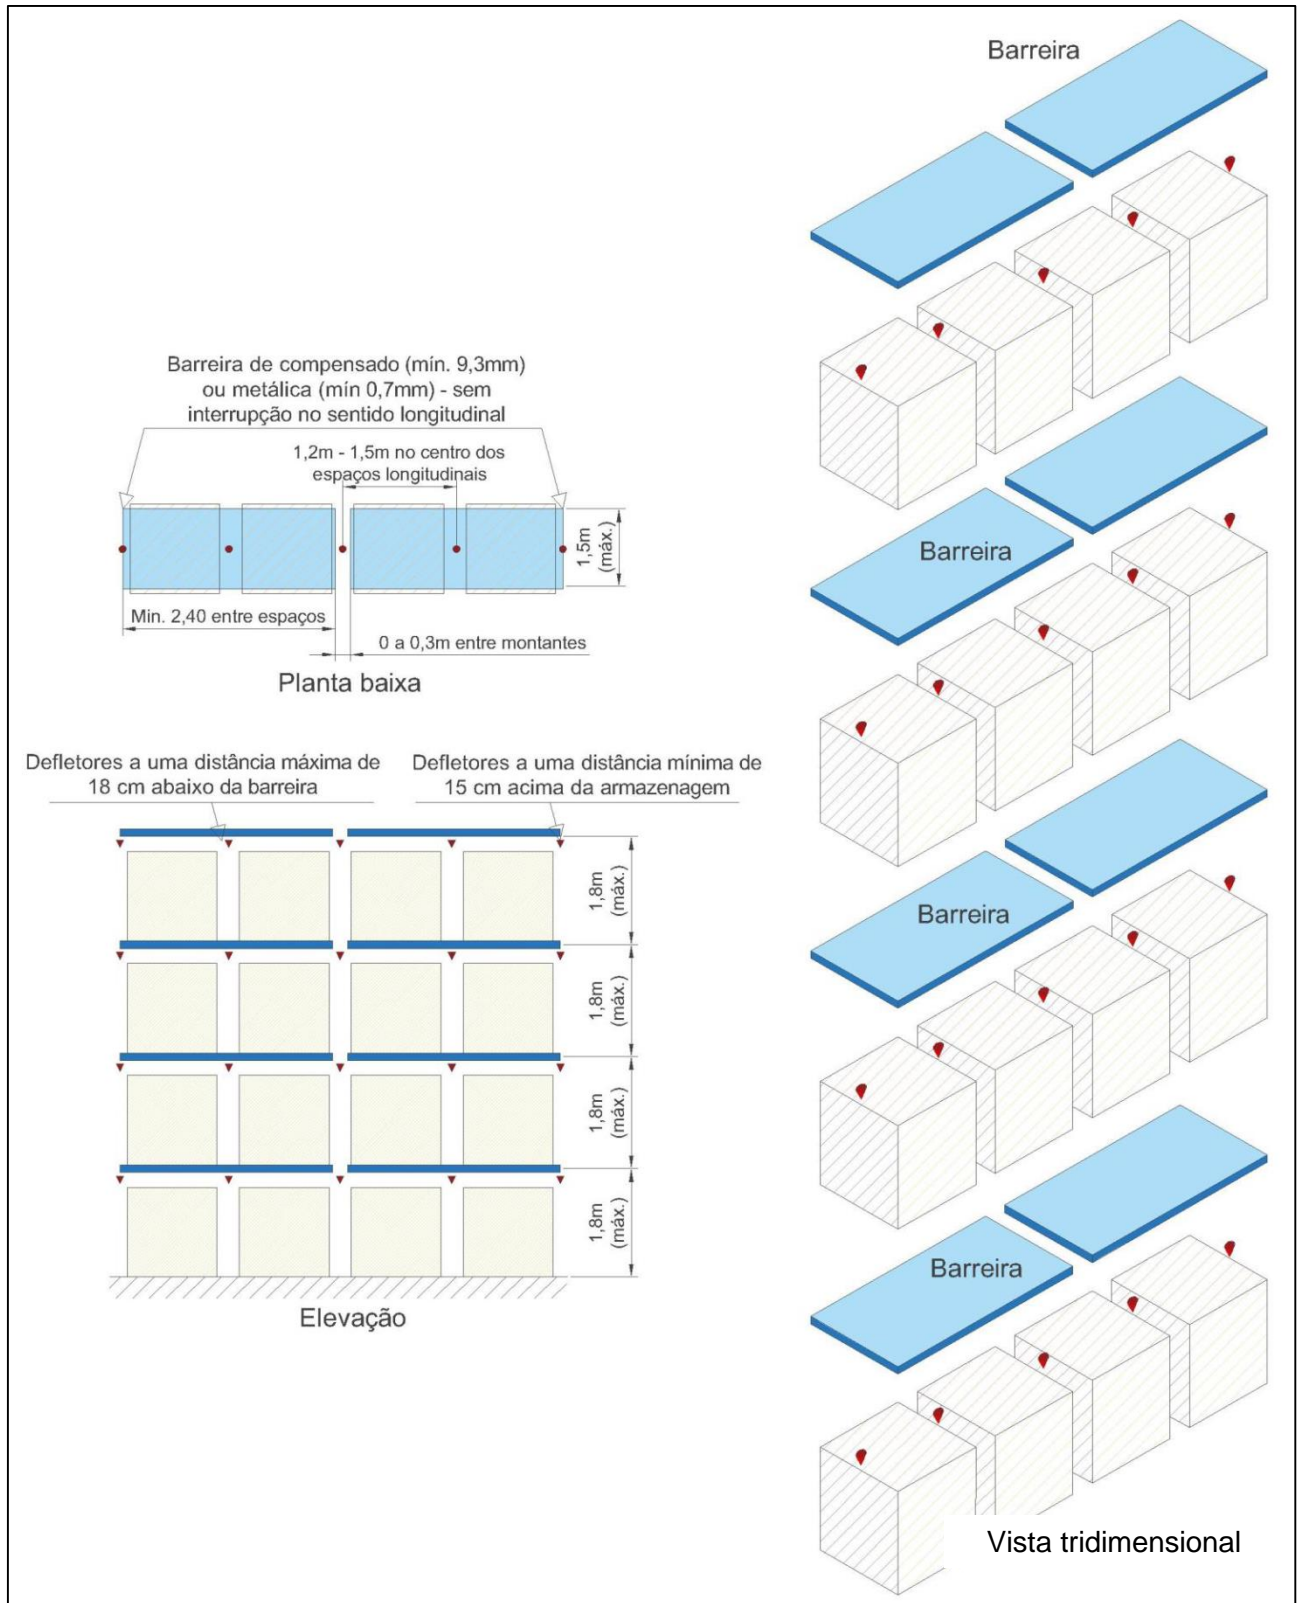 Barreira
Barreira de compensado (mín. 9,3mm)
ou metálica (mín 0,7mm) - sem
interrupção no sentido longitudinal
1,2m - 1,5m no centro dos
espaços longitudinais
1,5m
(máx.)
Min. 2,40 entre espaços
0 a 0,3m entre montantes
Planta baixa
Barreira
Defletores a uma distância máxima de
18 cm abaixo da barreira
Defletores a uma distância mínima de
15 cm acima da armazenagem
1,8m
(máx.)
1,8m
(máx.)
1,8m
(máx.)
1,8m
(máx.)
Elevação
Barreira
Barreira
Vista tridimensional